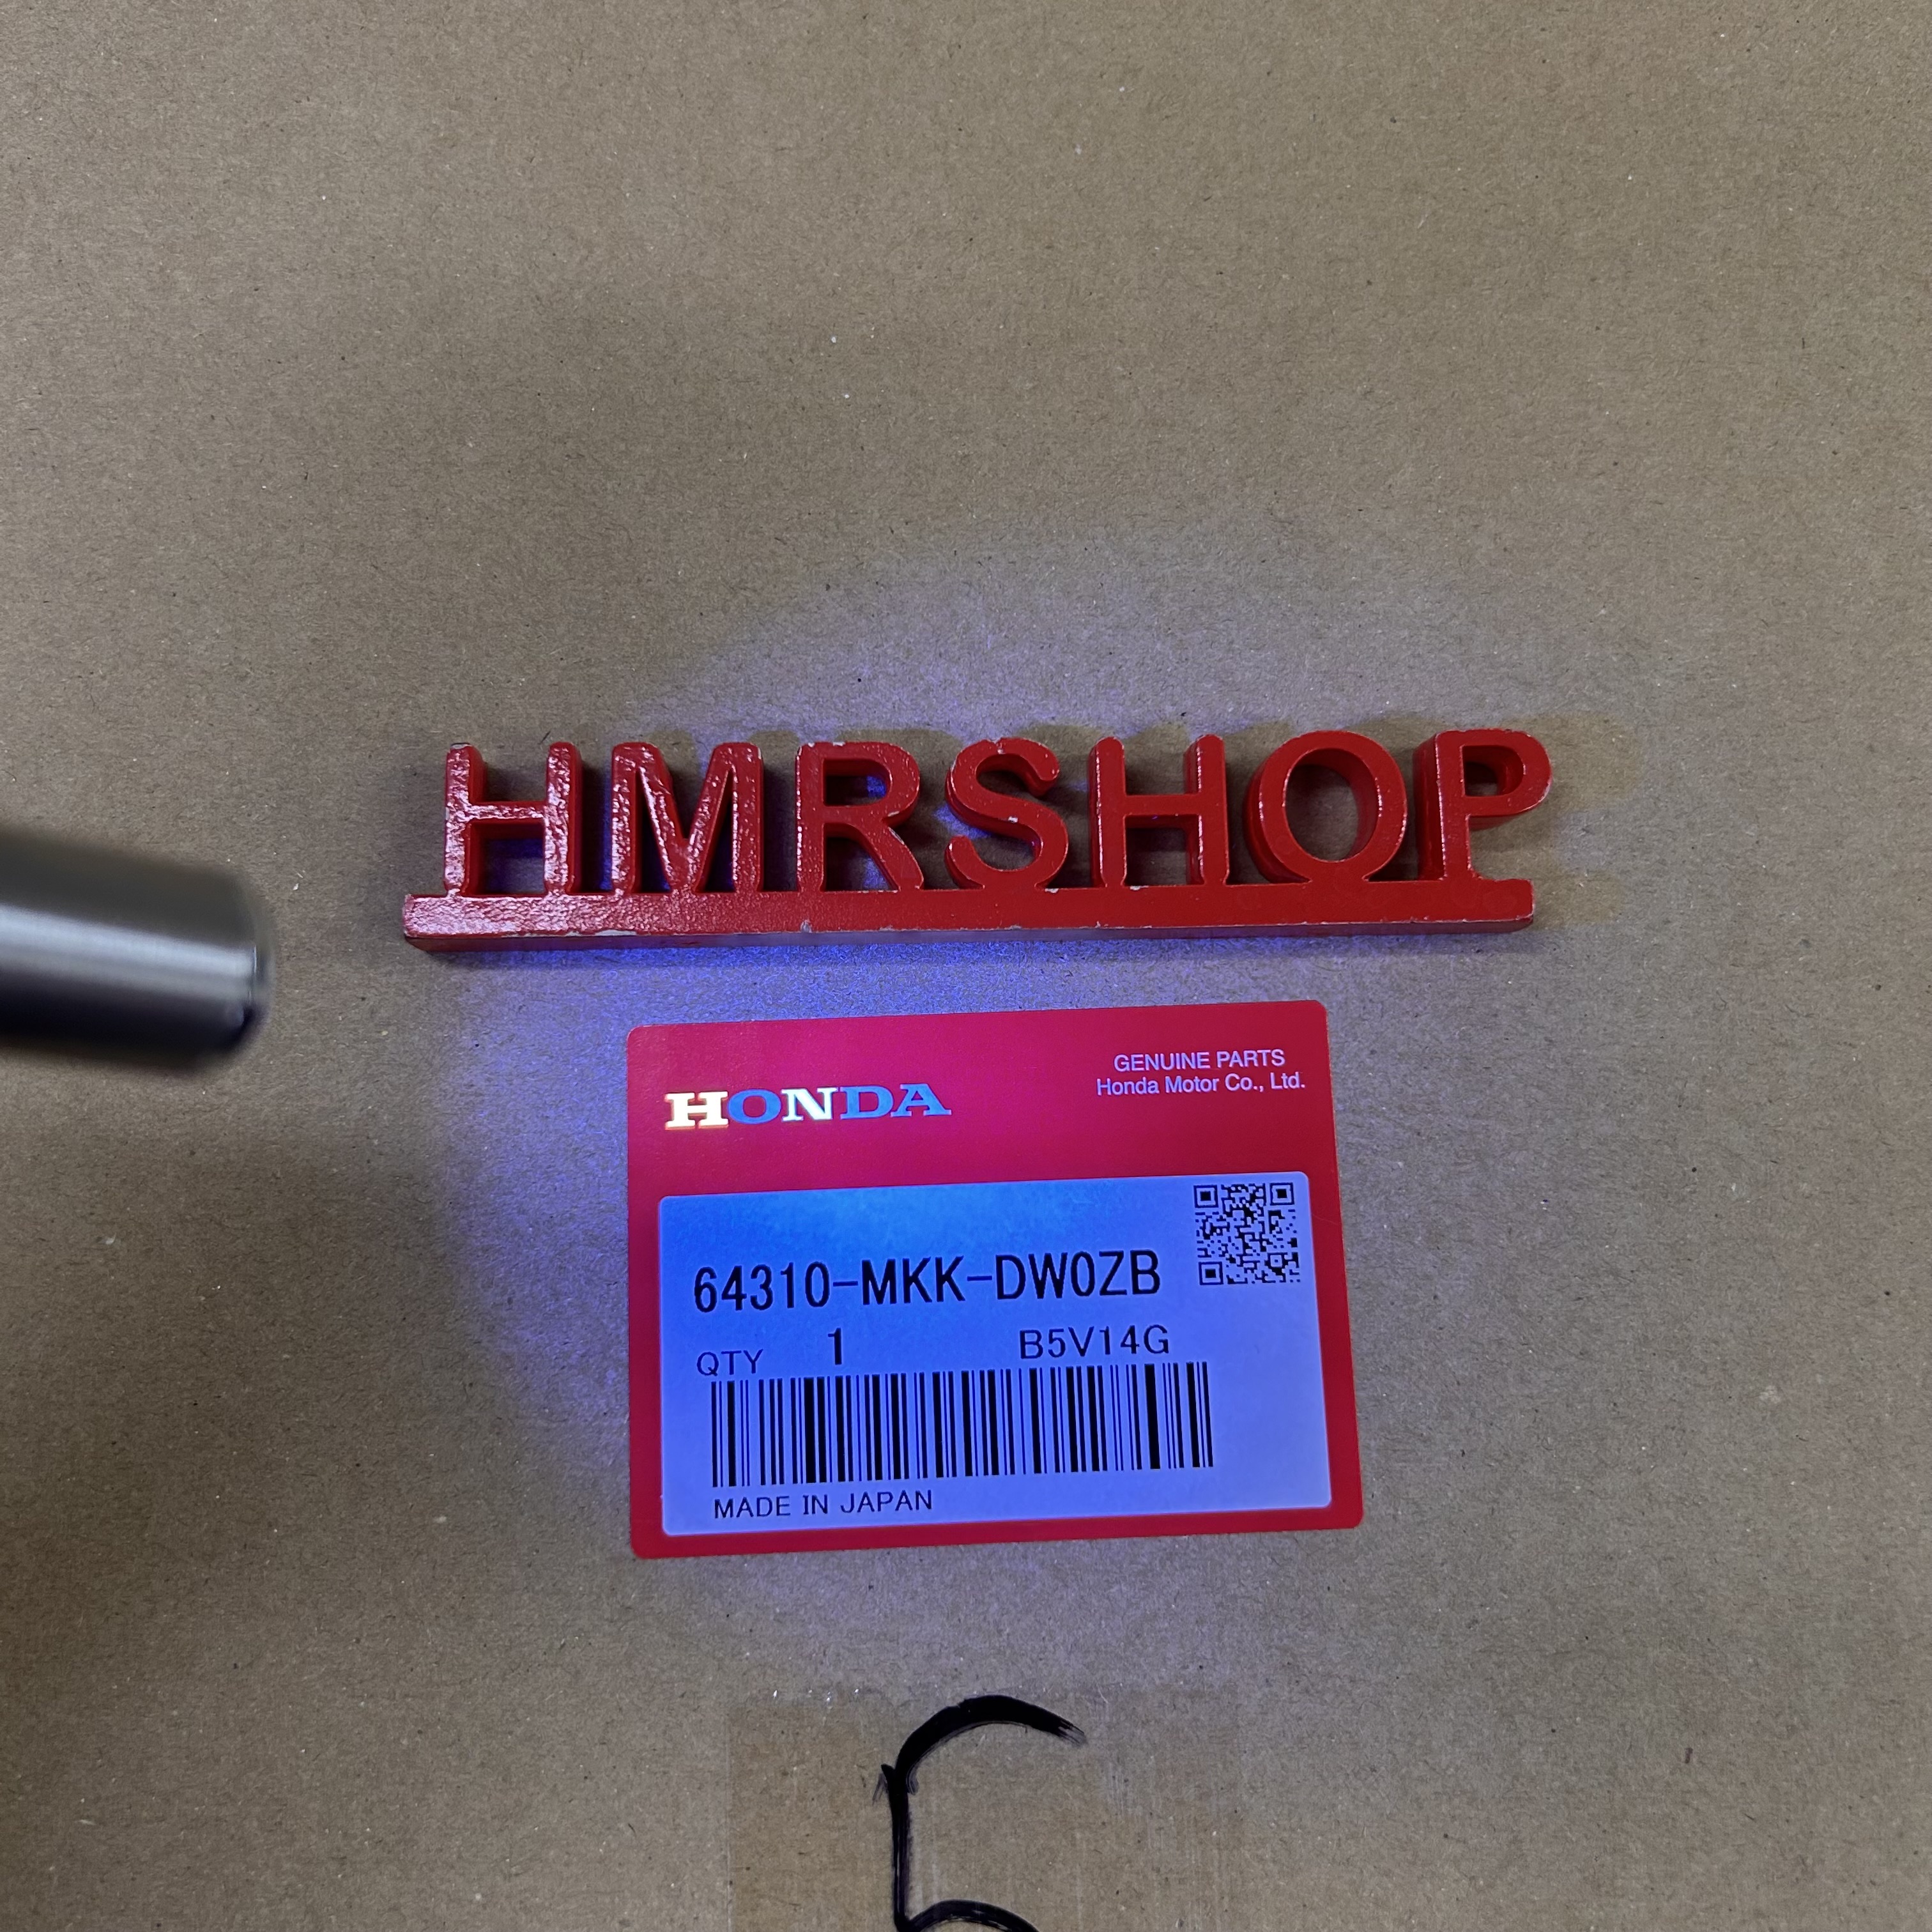 HMRSHOP
HONDA
GENUINE PARTS
Honda Motor Co., Ltd.
64310-MKK-DW0ZB
QTY 1 B5V14G
MADE IN JAPAN